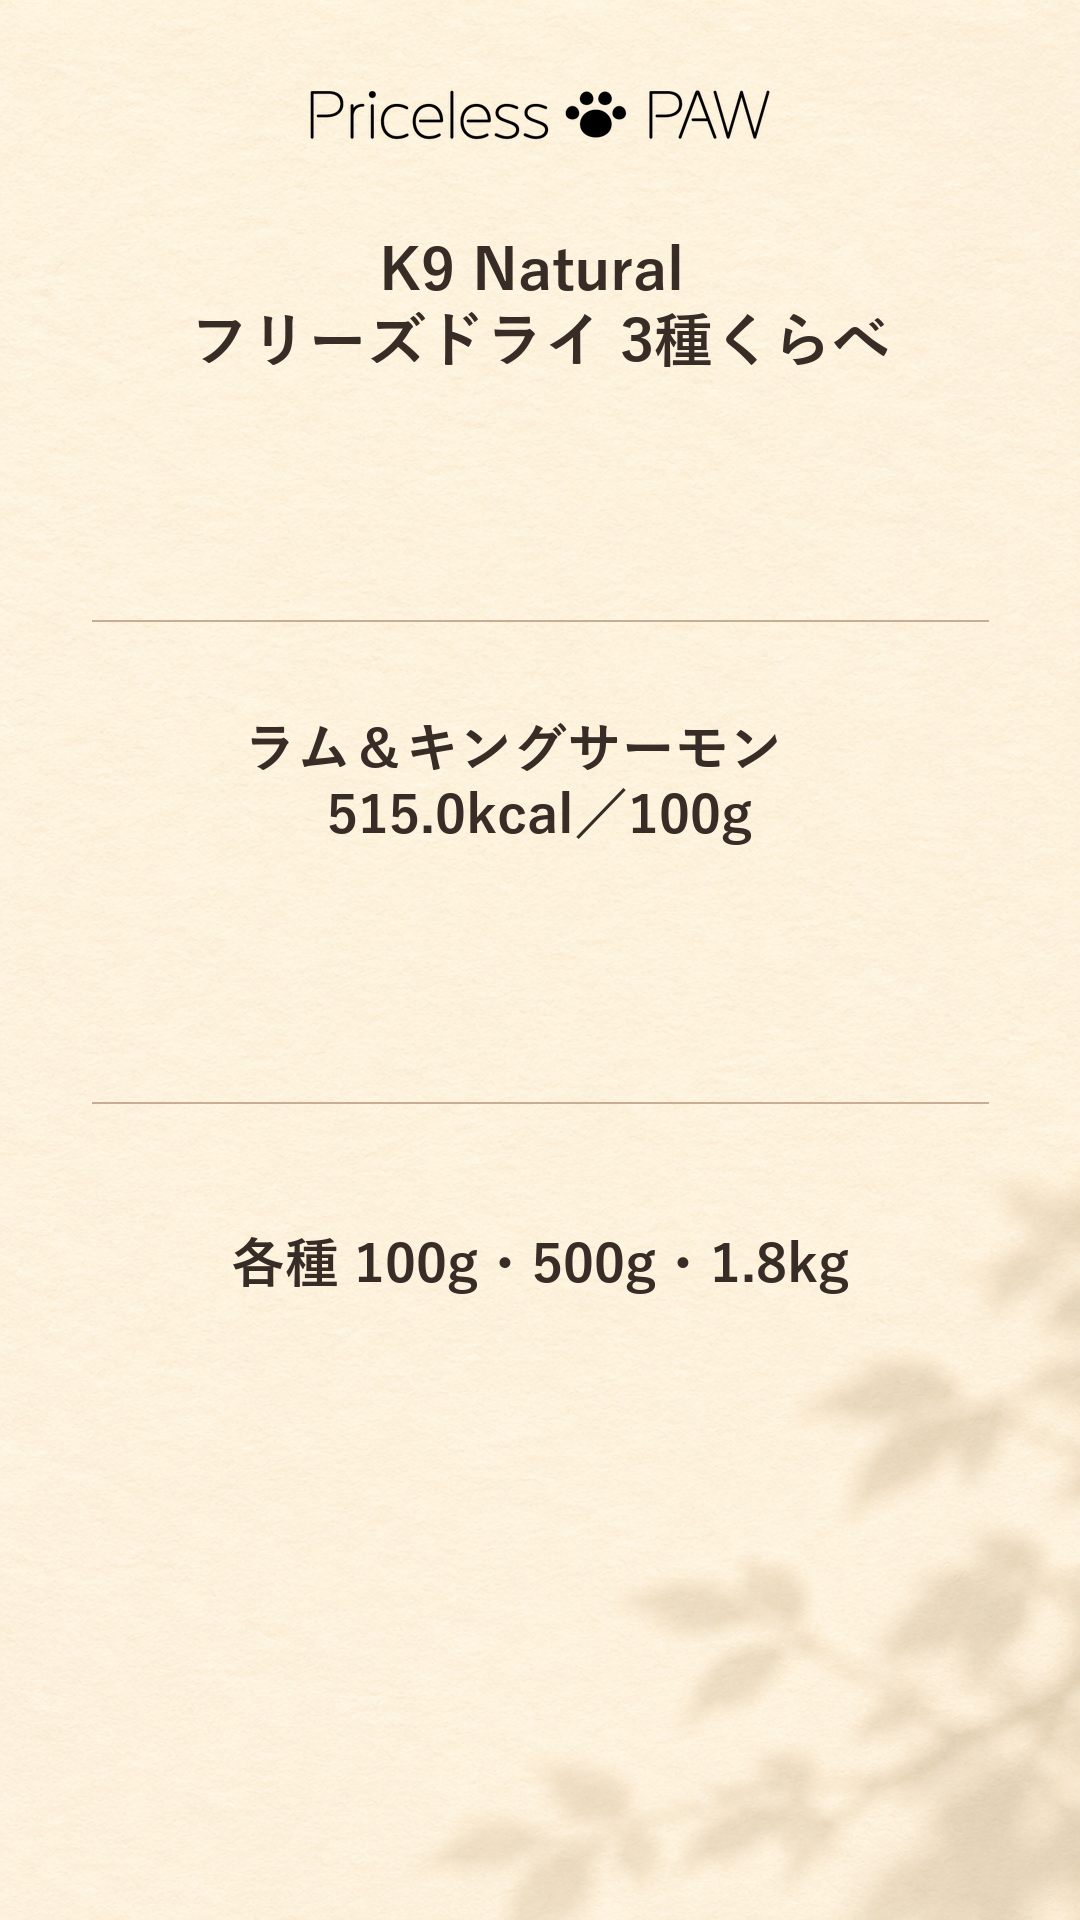 Priceless PAW
K9 Natural
フリーズドライ 3種くらべ
ラム＆キングサーモン
515.0kcal／100g
各種 100g・500g・1.8kg